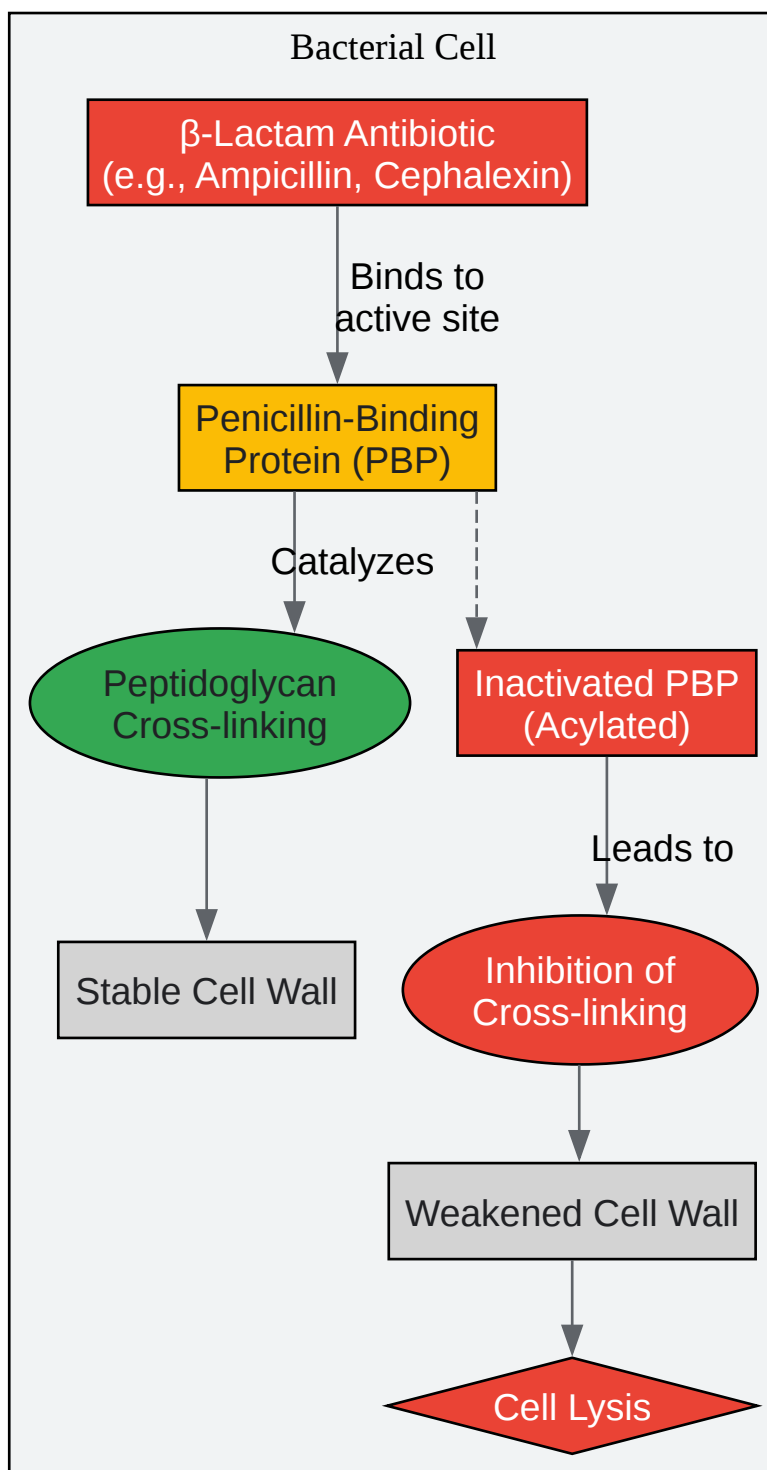 Bacterial Cell
β-Lactam Antibiotic
(e.g., Ampicillin, Cephalexin)
Binds to
active site
Penicillin-Binding
Protein (PBP)
Catalyzes
Peptidoglycan
Cross-linking
Inactivated PBP
(Acylated)
Leads to
Stable Cell Wall
Inhibition of
Cross-linking
Weakened Cell Wall
Cell Lysis